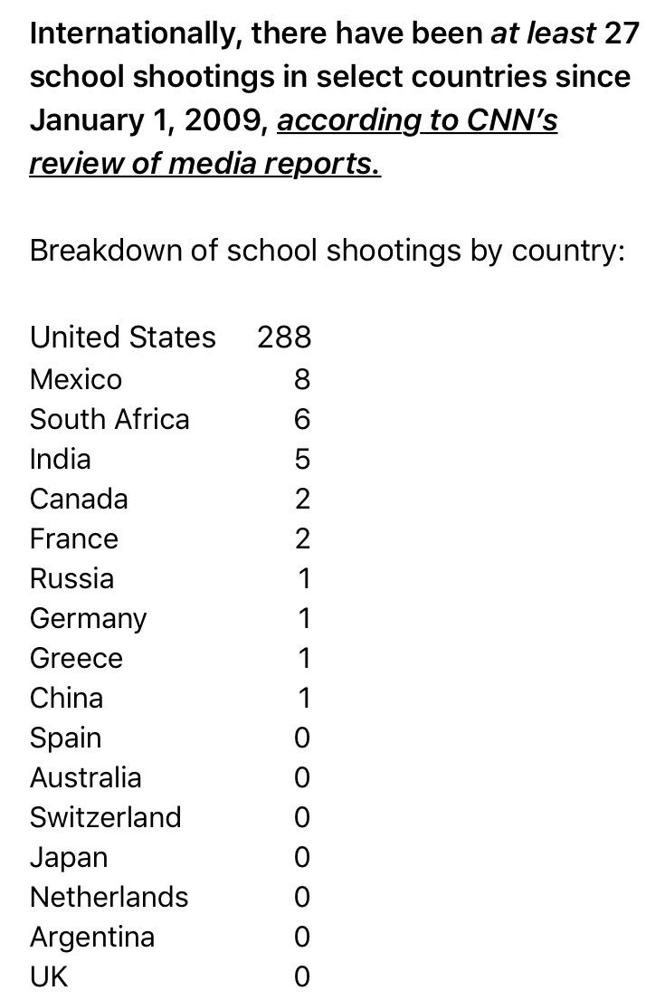 Internationally, there have been at least 27
school shootings in select countries since
January 1, 2009, according to CNN’s
review of media reports.
Breakdown of school shootings by country:
United States 288
Mexico 8
South Africa 6
India 5
Canada 2
France 2
Russia 1
Germany 1
Greece 1
China 1
Spain 0
Australia 0
Switzerland 0
Japan 0
Netherlands 0
Argentina 0
UK 0